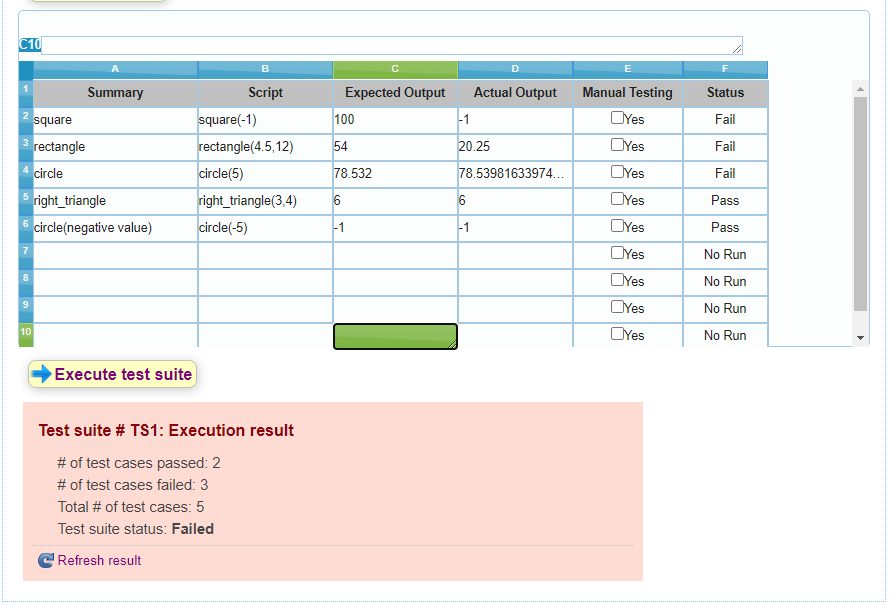 C10
A B C D E F
1 Summary Script Expected Output Actual Output Manual Testing Status
2 square square(-1) 100 -1 Yes Fail
3 rectangle rectangle(4.5,12) 54 20.25 Yes Fail
4 circle circle(5) 78.532 78.53981633974... Yes Fail
5 right_triangle right_triangle(3,4) 6 6 Yes Pass
6 circle(negative value) circle(-5) -1 -1 Yes Pass
7 Yes No Run
8 Yes No Run
9 Yes No Run
10 Yes No Run
Execute test suite
Test suite # TS1: Execution result
# of test cases passed: 2
# of test cases failed: 3
Total # of test cases: 5
Test suite status: Failed
Refresh result